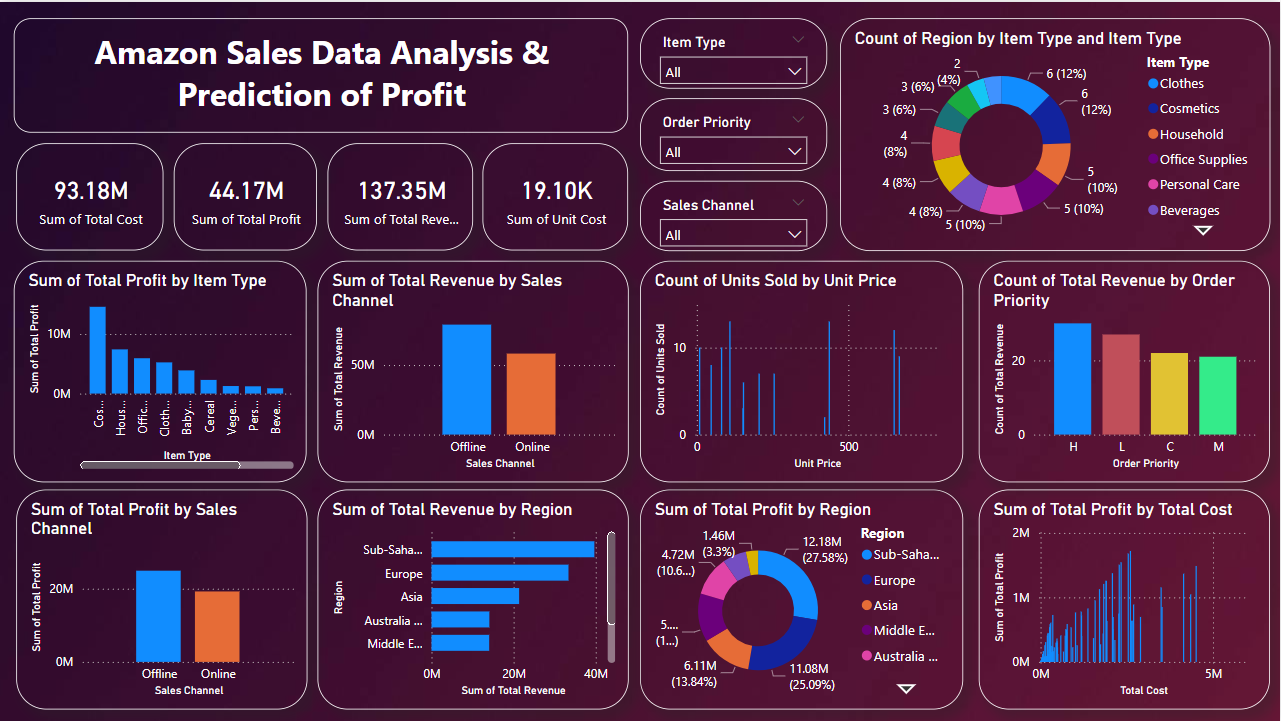 Amazon Sales Data Analysis &
Prediction of Profit
93.18M
Sum of Total Cost
44.17M
Sum of Total Profit
137.35M
Sum of Total Reve...
19.10K
Sum of Unit Cost
Item Type
All
Order Priority
All
Sales Channel
All
Count of Region by Item Type and Item Type
6 (12%)
6
(12%)
5
(10%)
5 (10%)
5 (10%)
4 (8%)
4 (8%)
4
(8%)
3 (6%)
3 (6%)
2
(4%)
Item Type
Clothes
Cosmetics
Household
Office Supplies
Personal Care
Beverages
Sum of Total Profit by Item Type
Sum of Total Profit
10M
0M
Cos...
Hous...
Offic...
Cloth...
Baby...
Cereal
Vege...
Pers...
Beve...
Item Type
Sum of Total Revenue by Sales
Channel
Sum of Total Revenue
50M
0M
Offline
Online
Sales Channel
Count of Units Sold by Unit Price
Count of Units Sold
10
0
0
500
Unit Price
Count of Total Revenue by Order
Priority
Count of Total Revenue
20
0
H
L
C
M
Order Priority
Sum of Total Profit by Sales
Channel
Sum of Total Profit
20M
0M
Offline
Online
Sales Channel
Sum of Total Revenue by Region
Region
Sub-Saha...
Europe
Asia
Australia ...
Middle E...
0M
20M
40M
Sum of Total Revenue
Sum of Total Profit by Region
12.18M
(27.58%)
11.08M
(25.09%)
6.11M
(13.84%)
5....
(1...)
4.72M
(10.6...)
1.46M
(3.3%)
Region
Sub-Saha...
Europe
Asia
Middle E...
Australia ...
Sum of Total Profit by Total Cost
Sum of Total Profit
2M
1M
0M
0M
5M
Total Cost